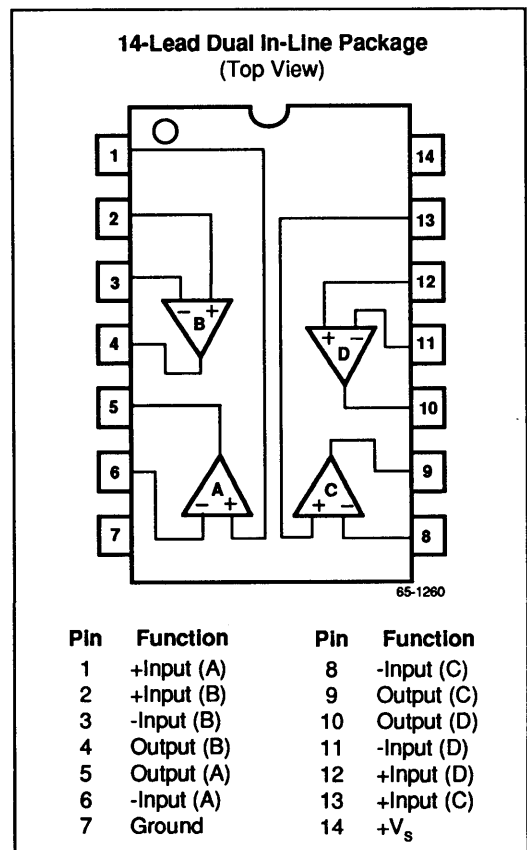 14-Lead Dual In-Line Package
(Top View)
1
14
2
13
3
12
4
11
5
10
6
9
7
8
- +
B
+ -
D
A
- +
C
+ -
65-1260
Pin Function Pin Function
1 +Input (A) 8 -Input (C)
2 +Input (B) 9 Output (C)
3 -Input (B) 10 Output (D)
4 Output (B) 11 -Input (D)
5 Output (A) 12 +Input (D)
6 -Input (A) 13 +Input (C)
7 Ground 14 +Vs